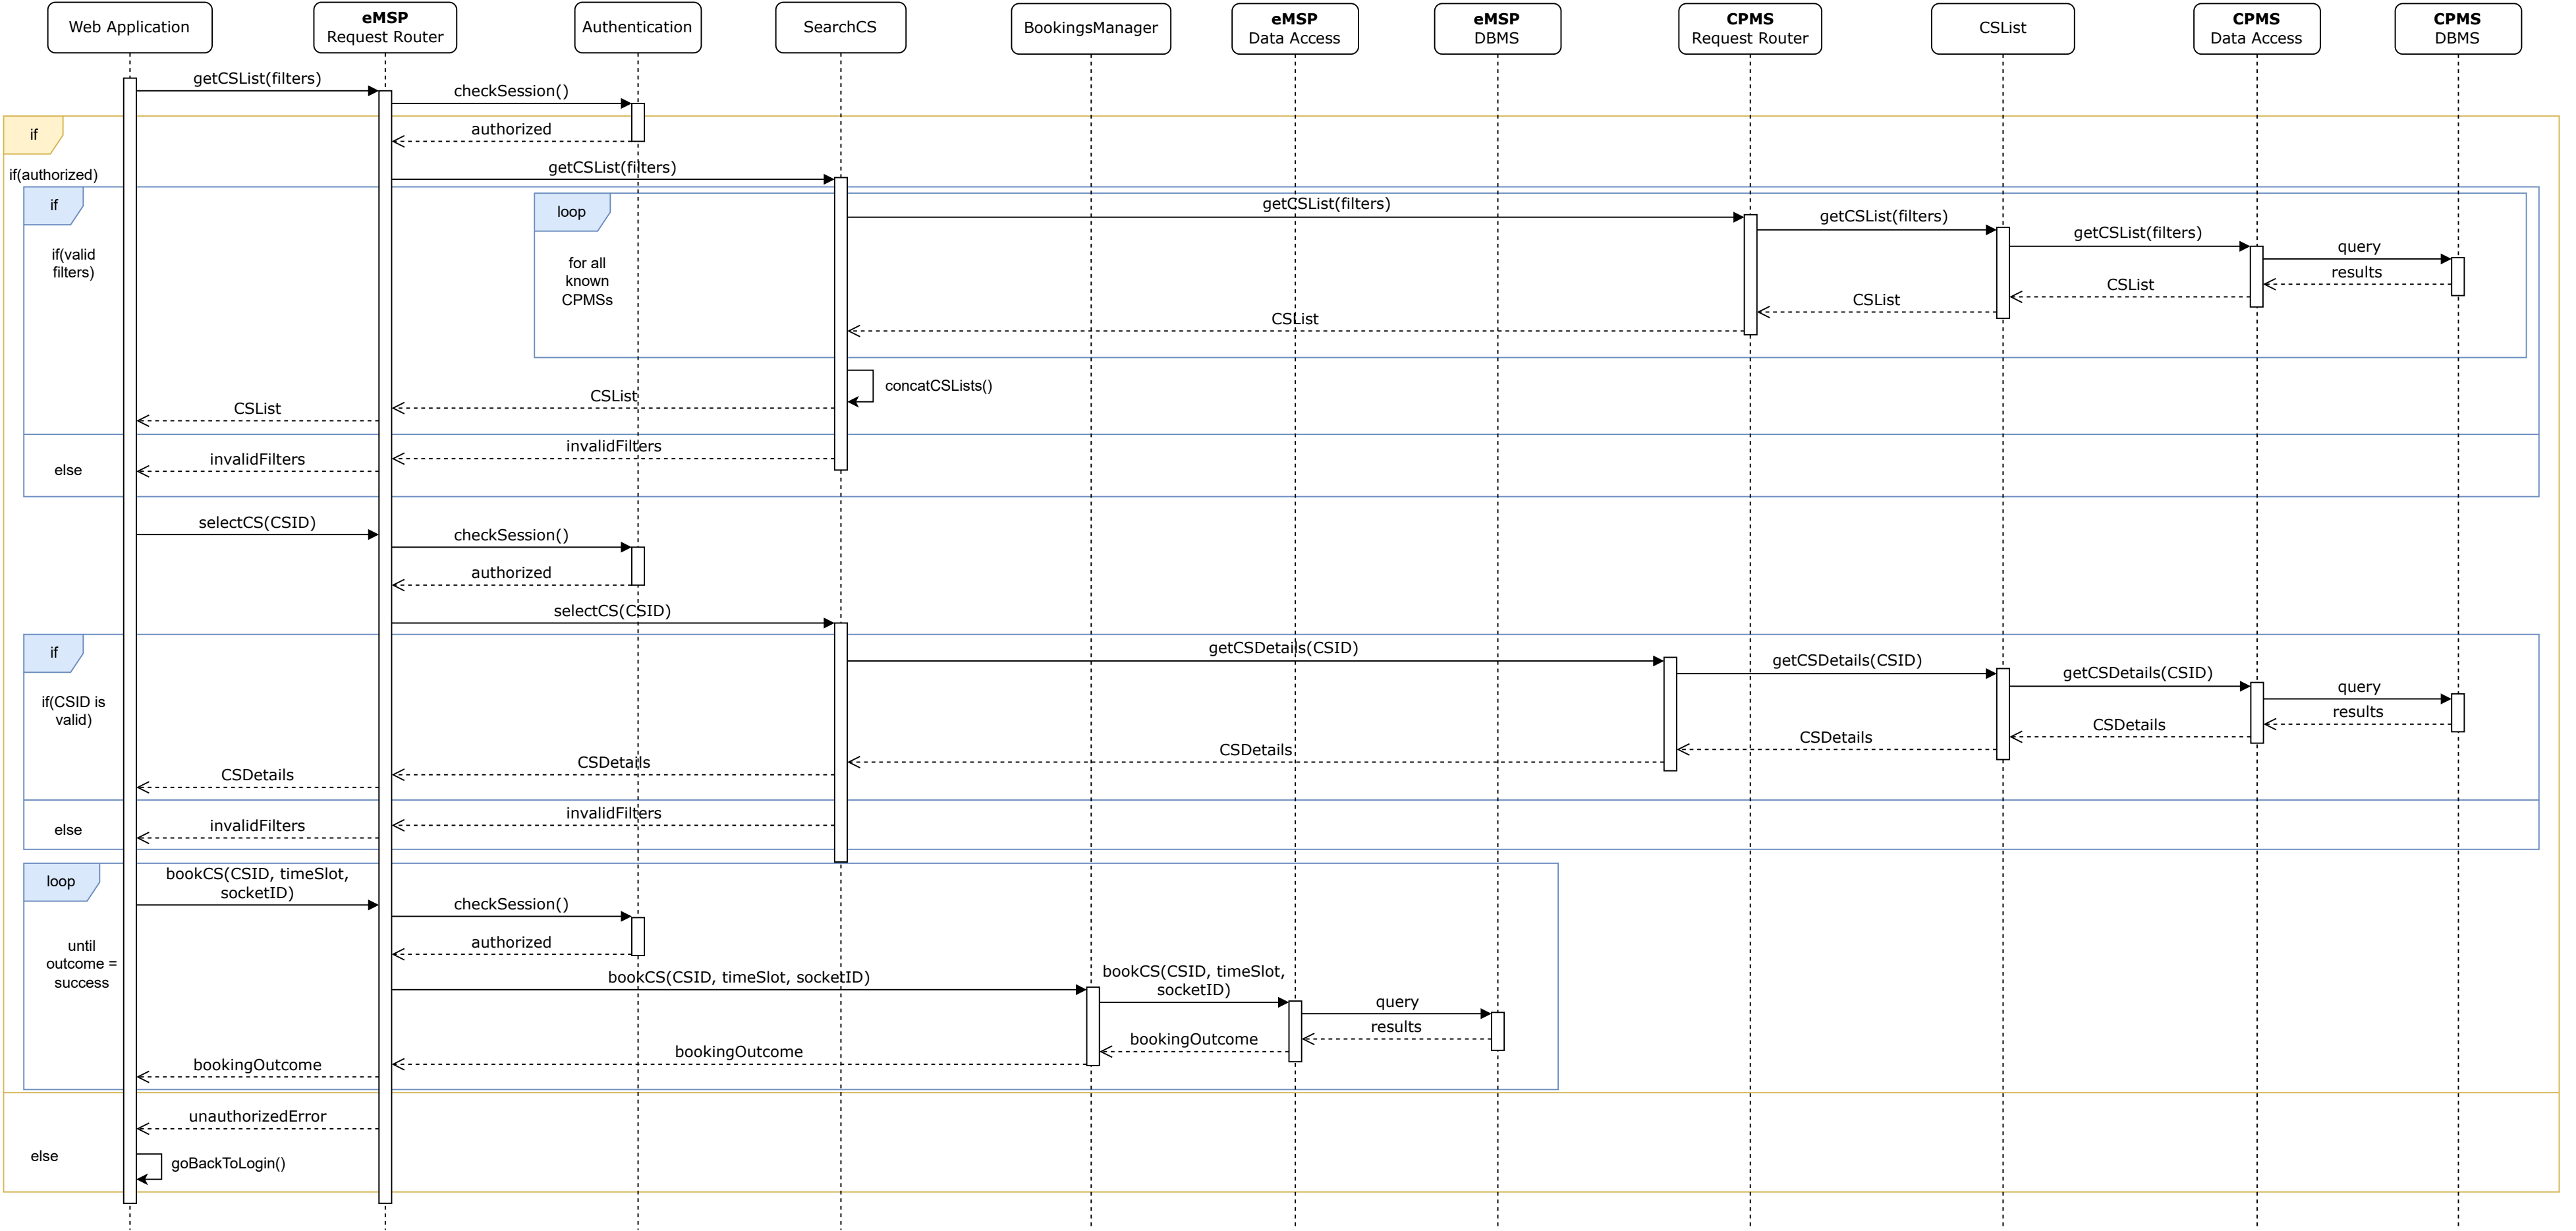 Web Application
eMSP
Request Router
Authentication
SearchCS
BookingsManager
eMSP
Data Access
eMSP
DBMS
CPMS
Request Router
CSList
CPMS
Data Access
CPMS
DBMS
getCSList(filters)
checkSession()
if
authorized
if(authorized)
getCSList(filters)
if
if(valid
filters)
loop
for all
known
CPMSs
getCSList(filters)
getCSList(filters)
getCSList(filters)
query
results
CSList
CSList
CSList
concatCSLists()
CSList
CSList
else
invalidFilters
invalidFilters
selectCS(CSID)
checkSession()
authorized
selectCS(CSID)
if
if(CSID is
valid)
getCSDetails(CSID)
getCSDetails(CSID)
getCSDetails(CSID)
query
results
CSDetails
CSDetails
CSDetails
CSDetails
CSDetails
else
invalidFilters
invalidFilters
loop
until
outcome =
success
bookCS(CSID, timeSlot,
socketID)
checkSession()
authorized
bookCS(CSID, timeSlot, socketID)
bookCS(CSID, timeSlot,
socketID)
query
results
bookingOutcome
bookingOutcome
bookingOutcome
unauthorizedError
else
goBackToLogin()